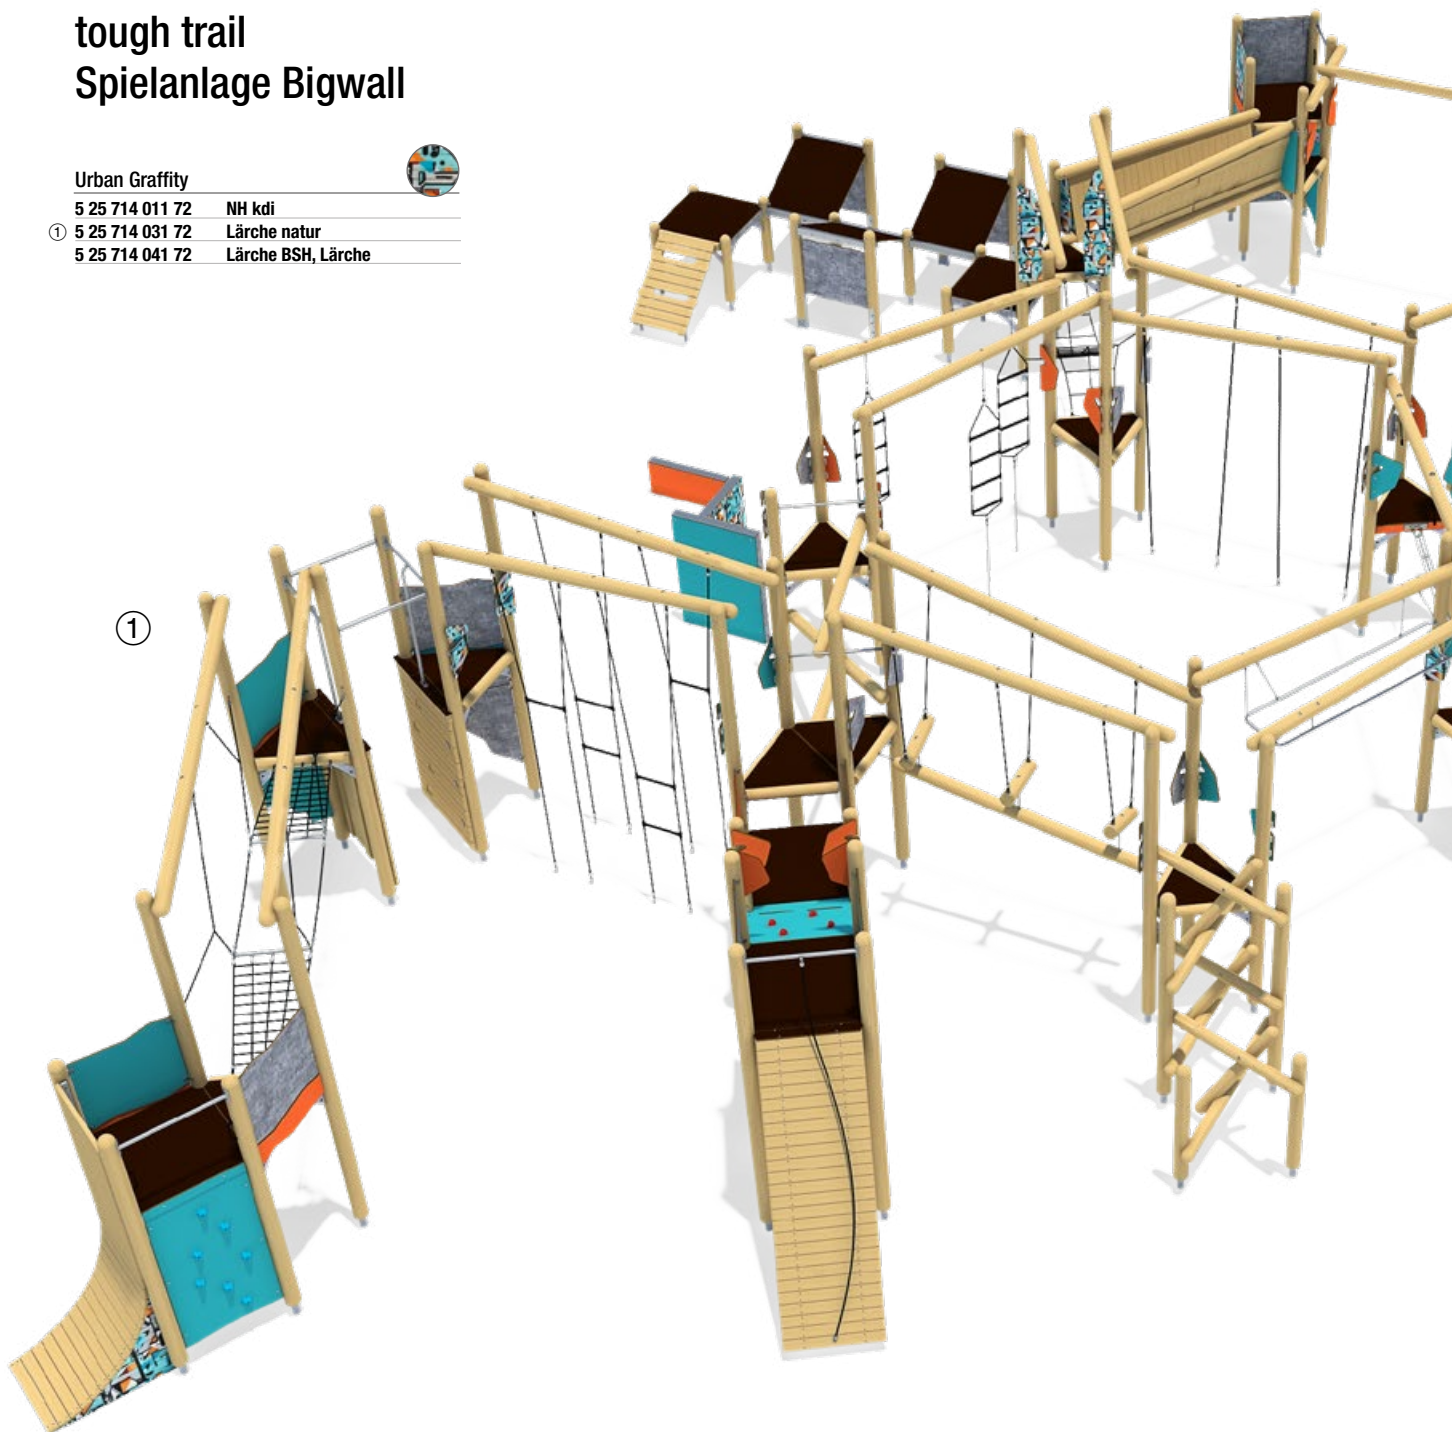 tough trail
Spielanlage Bigwall
Urban Graffity
5 25 714 011 72 NH kdi
① 5 25 714 031 72 Lärche natur
5 25 714 041 72 Lärche BSH, Lärche
①